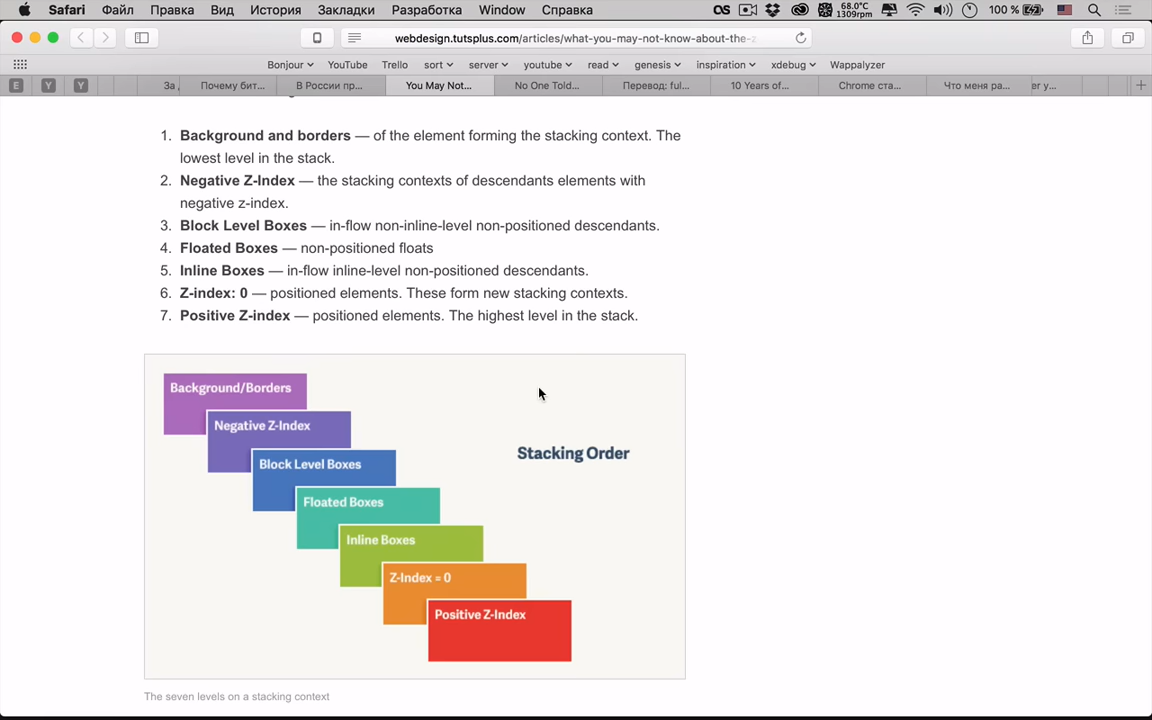 Safari Файл Правка Вид История Закладки Разработка Window Справка 68.0°C 1309rpm 100 %
webdesign.tutsplus.com/articles/what-you-may-not-know-about-the-z-
Bonjour YouTube Trello sort server youtube read genesis inspiration xdebug Wappalyzer
E Y Y За Почему бит... В России пр... You May Not... No One Told... Перевод: ful... 10 Years of... Chrome ста... Что меня ра... er y...
1. Background and borders — of the element forming the stacking context. The
lowest level in the stack.
2. Negative Z-Index — the stacking contexts of descendants elements with
negative z-index.
3. Block Level Boxes — in-flow non-inline-level non-positioned descendants.
4. Floated Boxes — non-positioned floats
5. Inline Boxes — in-flow inline-level non-positioned descendants.
6. Z-index: 0 — positioned elements. These form new stacking contexts.
7. Positive Z-index — positioned elements. The highest level in the stack.
Background/Borders
Negative Z-Index
Stacking Order
Block Level Boxes
Floated Boxes
Inline Boxes
Z-Index = 0
Positive Z-Index
The seven levels on a stacking context